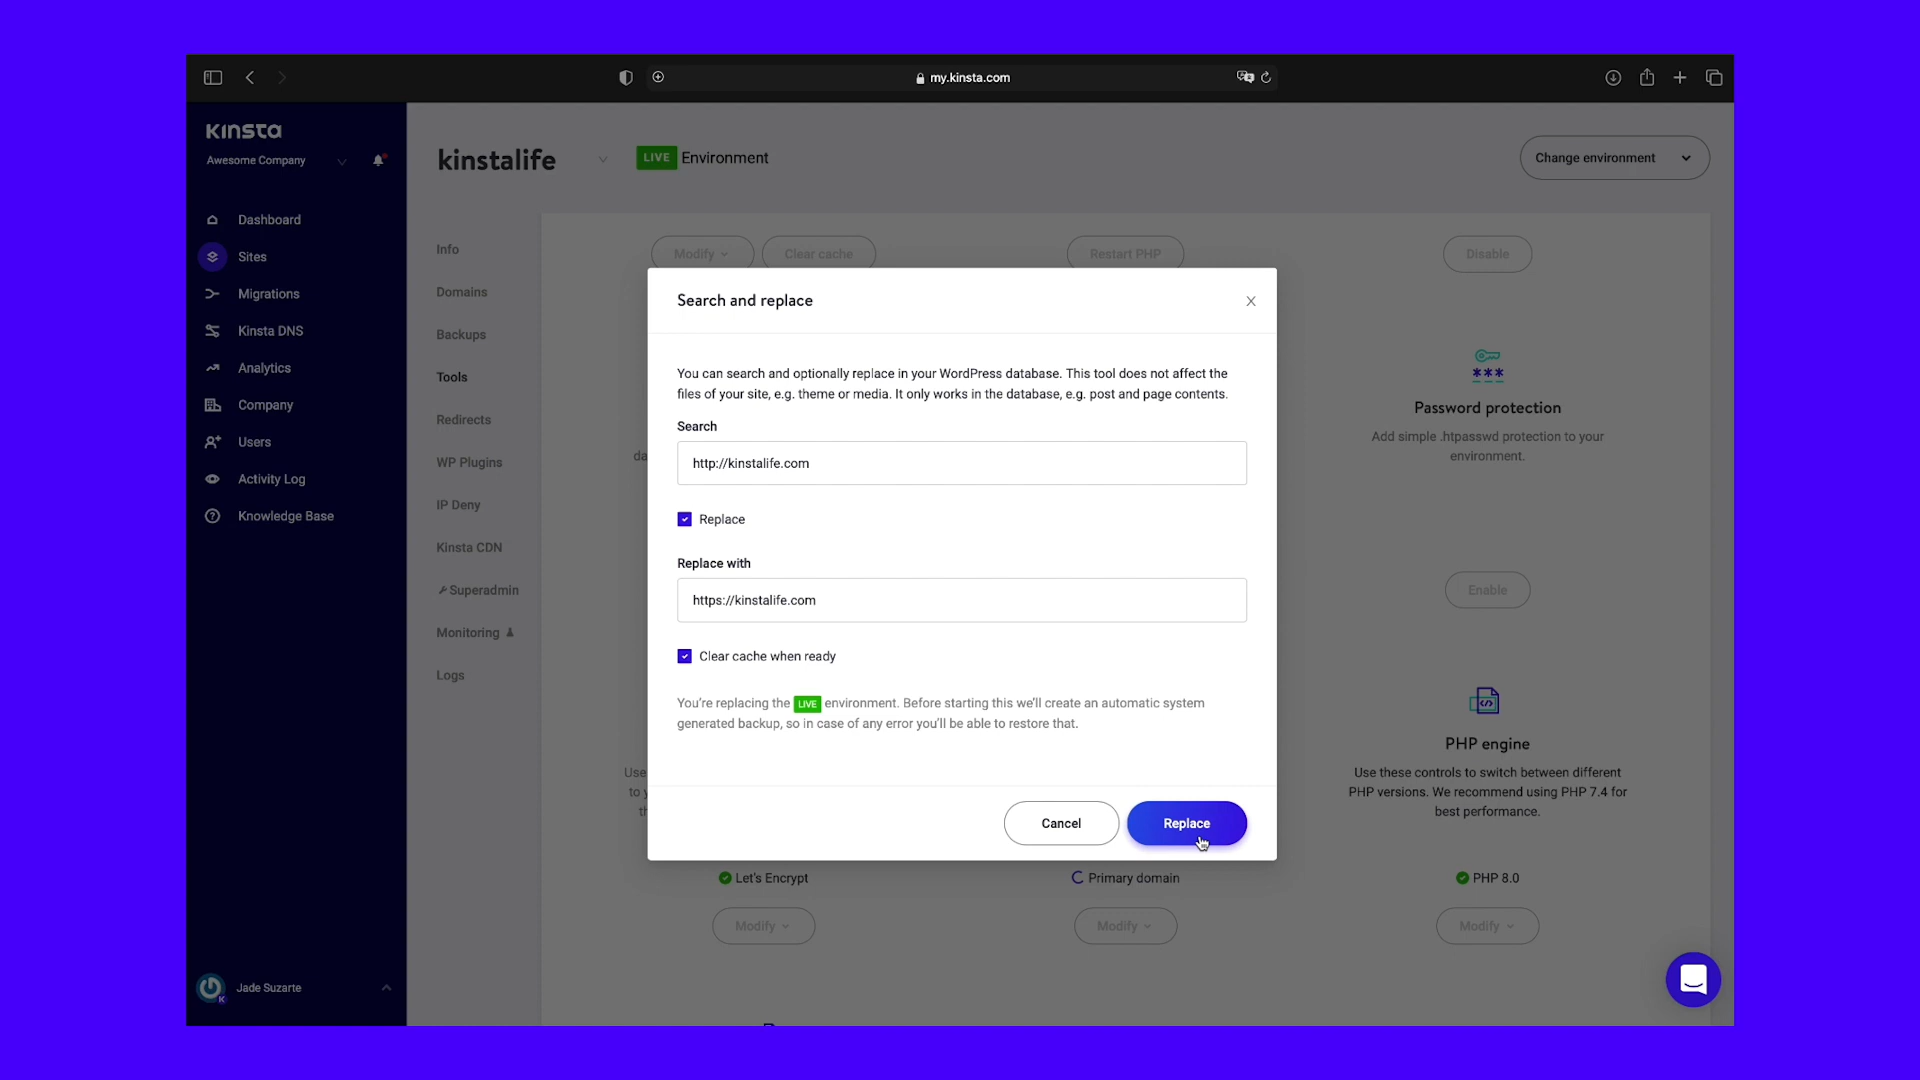 my.kinsta.com
Kinsta
Awesome Company
Dashboard
Sites
Migrations
Kinsta DNS
Analytics
Company
Users
Activity Log
Knowledge Base
Jade Suzarte
kinstalife
LIVE Environment
Change environment
Info
Domains
Backups
Tools
Redirects
WP Plugins
IP Deny
Kinsta CDN
Superadmin
Monitoring
Logs
Modify
Clear cache
Restart PHP
Disable
Search and replace
You can search and optionally replace in your WordPress database. This tool does not affect the
files of your site, e.g. theme or media. It only works in the database, e.g. post and page contents.
Search
http://kinstalife.com
Replace
Replace with
https://kinstalife.com
Clear cache when ready
You're replacing the LIVE environment. Before starting this we'll create an automatic system
generated backup, so in case of any error you'll be able to restore that.
Cancel
Replace
da
***
Password protection
Add simple .htpasswd protection to your
environment.
Enable
</>
PHP engine
Use
to y
th
Use these controls to switch between different
PHP versions. We recommend using PHP 7.4 for
best performance.
Let's Encrypt
Primary domain
PHP 8.0
Modify
Modify
Modify